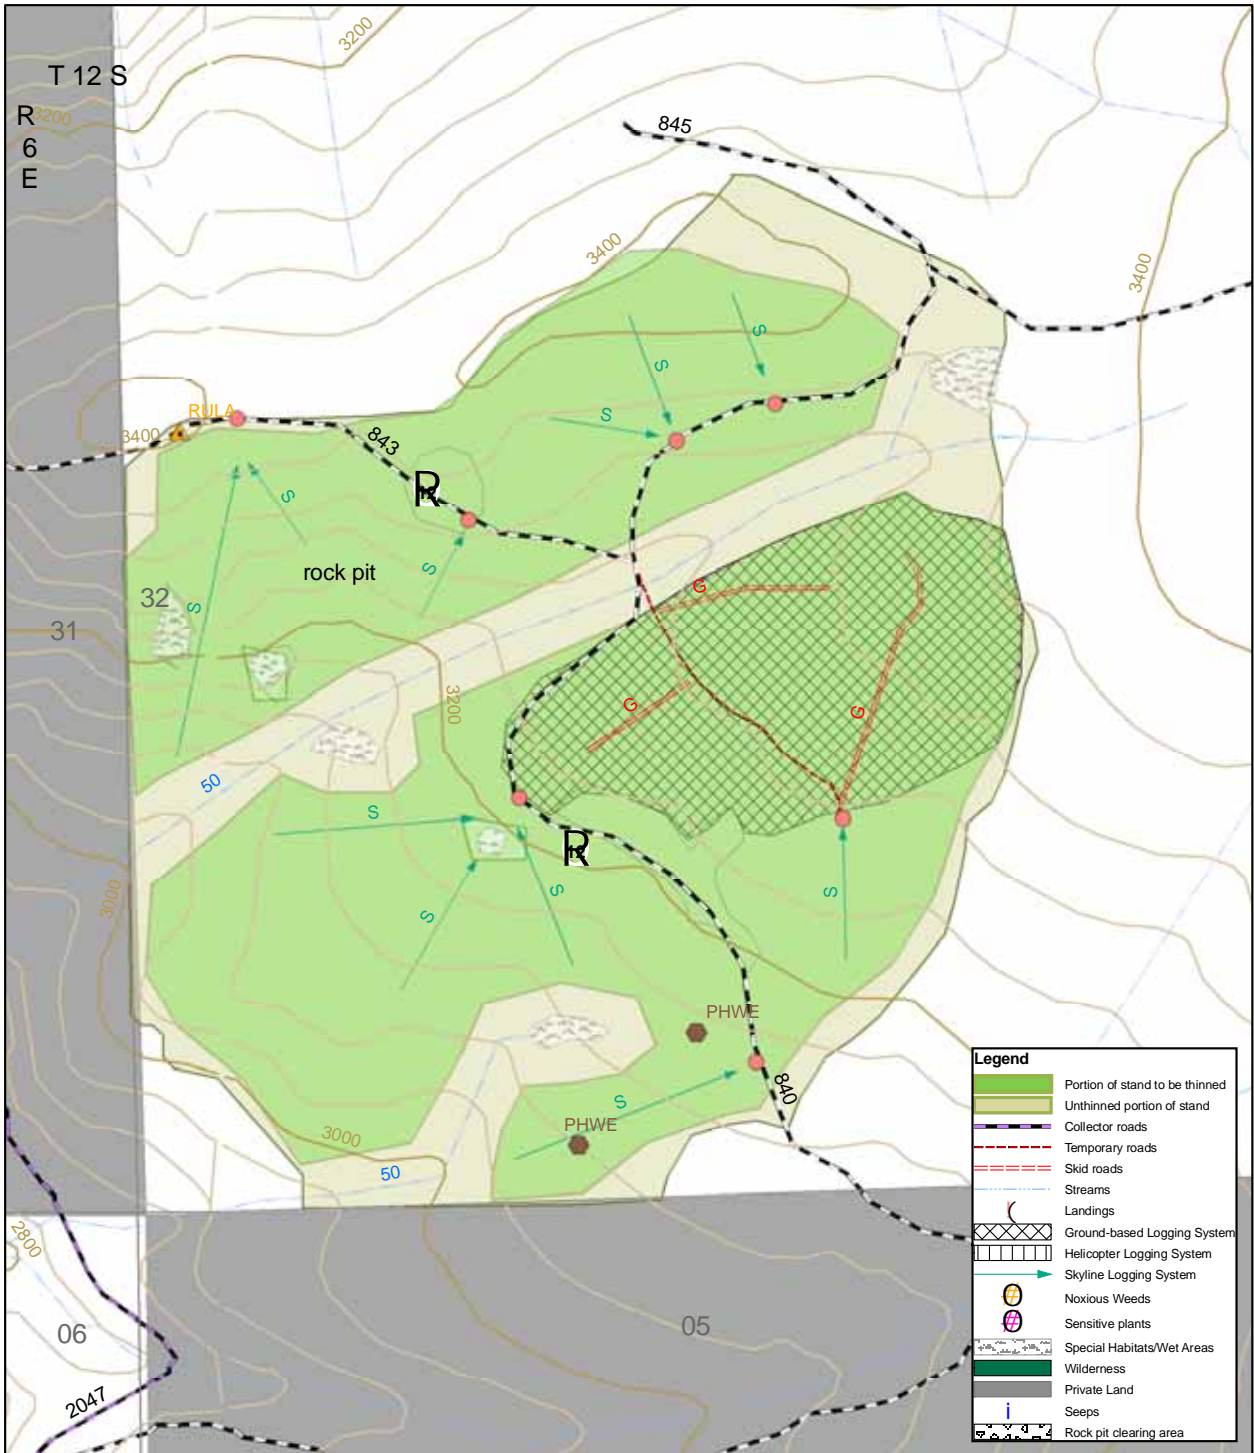 3200
T 12 S
R
3200
6
E
845
3400
3400
S
S
RULA
S
3400
843
S
R
12
S
rock pit
G
32
S
31
G
3200
G
50
S
R
12
3000
S
S
S
PHWE
840
S
PHWE
3000
50
2800
06
05
2047
Legend
Portion of stand to be thinned
Unthinned portion of stand
Collector roads
Temporary roads
Skid roads
Streams
Landings
Ground-based Logging System
Helicopter Logging System
Skyline Logging System
Noxious Weeds
Sensitive plants
Special Habitats/Wet Areas
Wilderness
Private Land
i Seeps
Rock pit clearing area